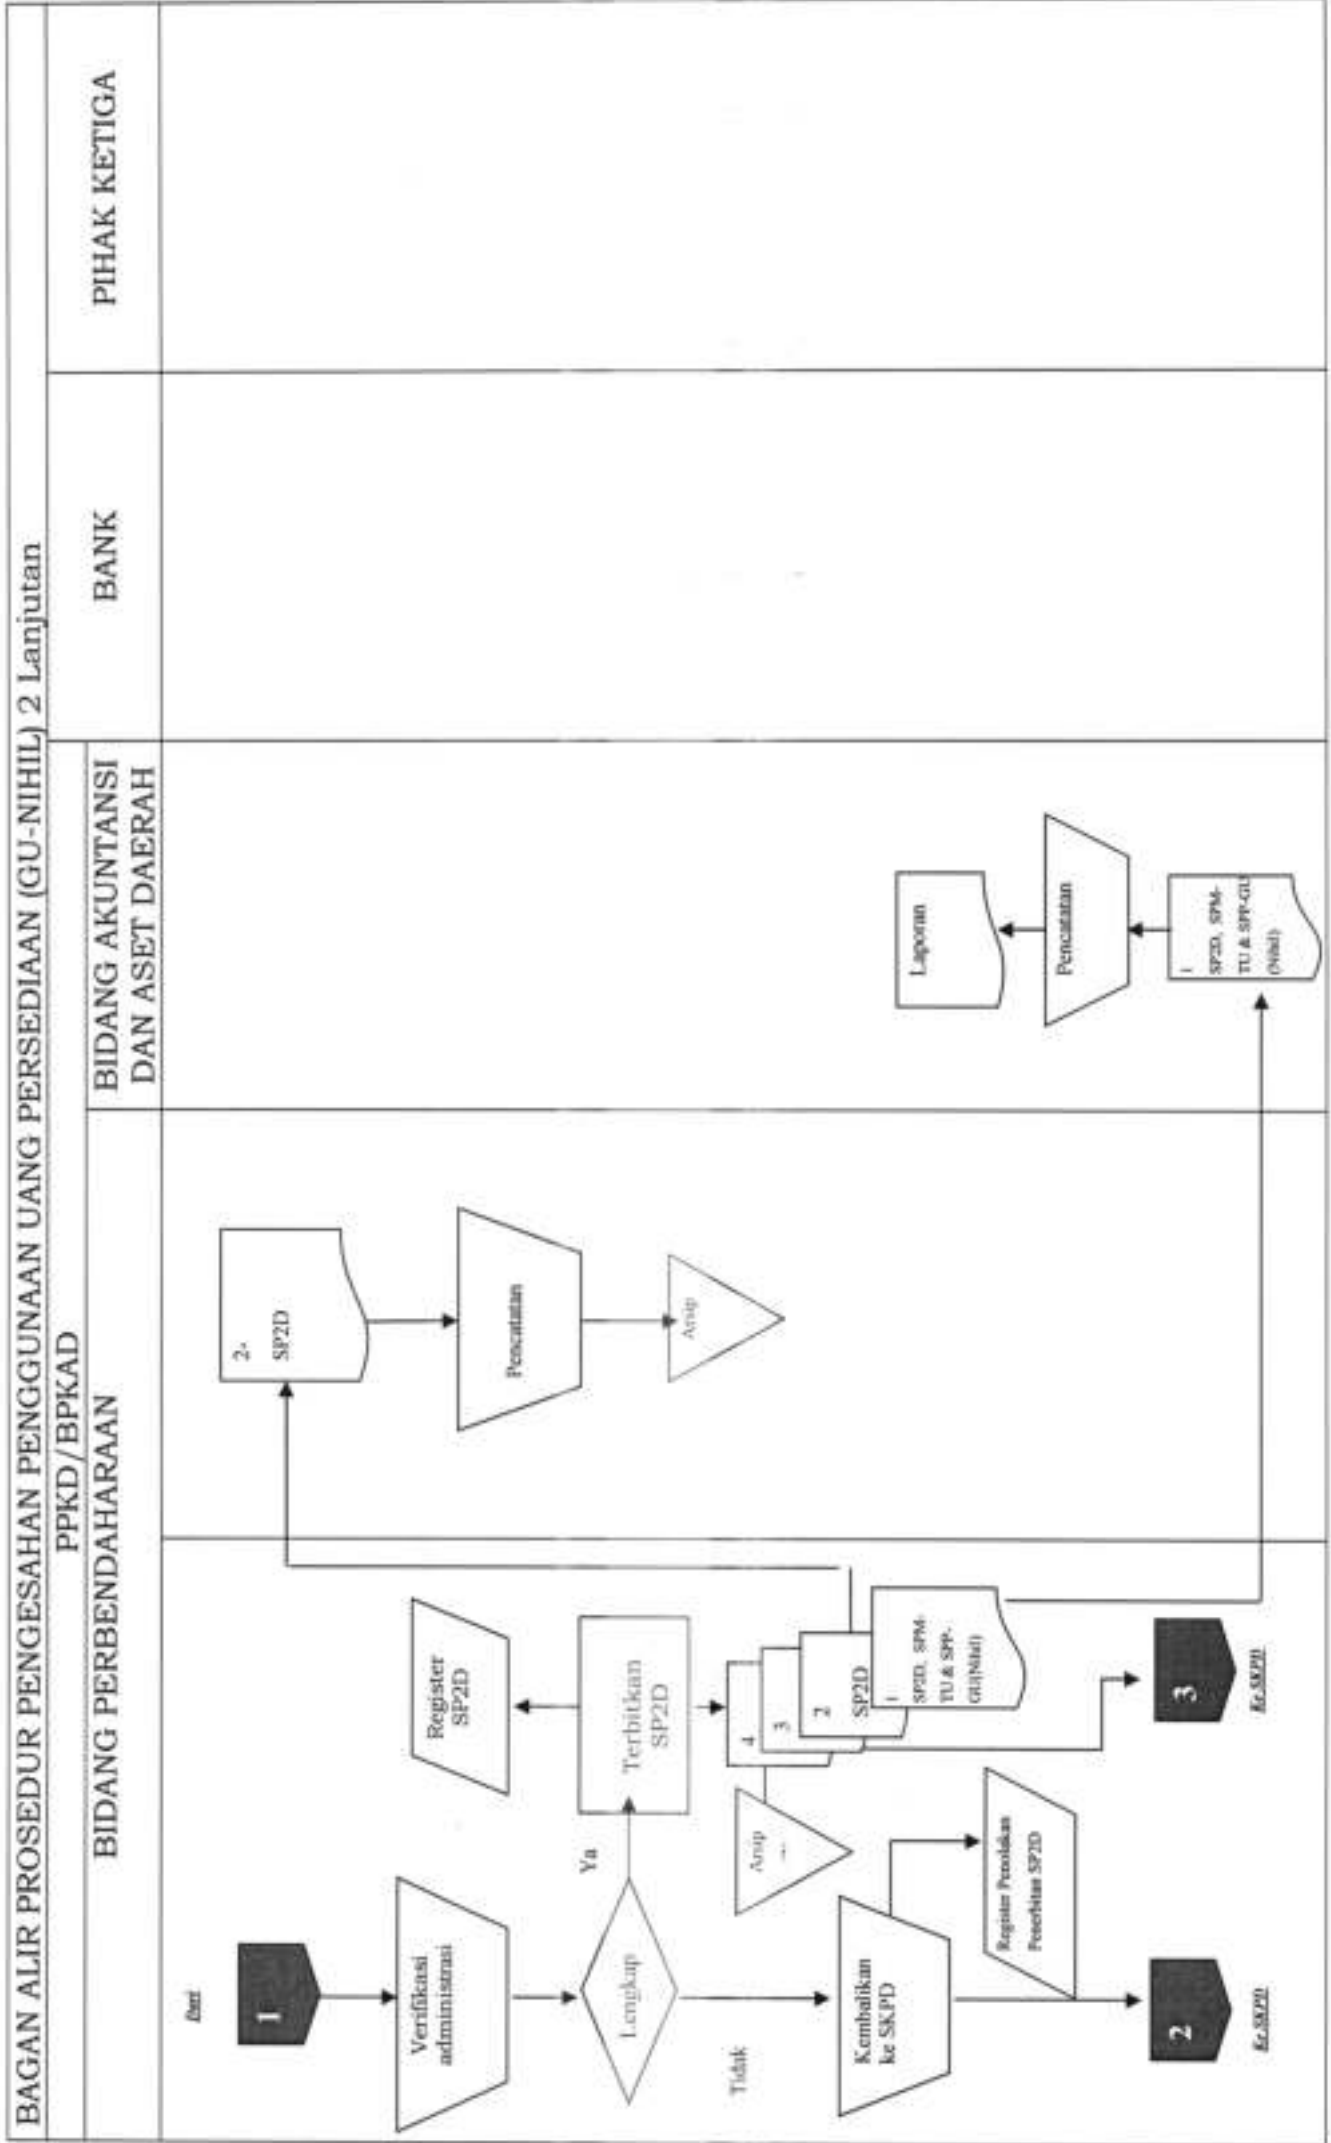 BAGAN ALIR PROSEDUR PENGESAHAN PENGGUNAAN UANG PERSEDIAAN (GU-NIHIL) 2 Lanjutan
PPKD/BPKAD
BIDANG PERBENDAHARAAN
BIDANG AKUNTANSI
DAN ASET DAERAH
BANK
PIHAK KETIGA
Dari
1
Verifikasi
administrasi
Lengkap
Ya
Tidak
Register
SP2D
Terbitkan
SP2D
4
3
2
SP2D
1
SP2D, SPM-
TU & SPP-
GU(Nihil)
Arsip
Kembalikan
ke SKPD
Register Penolakan
Penerbitan SP2D
2
Ke SKPD
3
Ke SKPD
2-
SP2D
Pencatatan
Arsip
Laporan
Pencatatan
1
SP2D, SPM-
TU & SPP-GU
(Nihil)